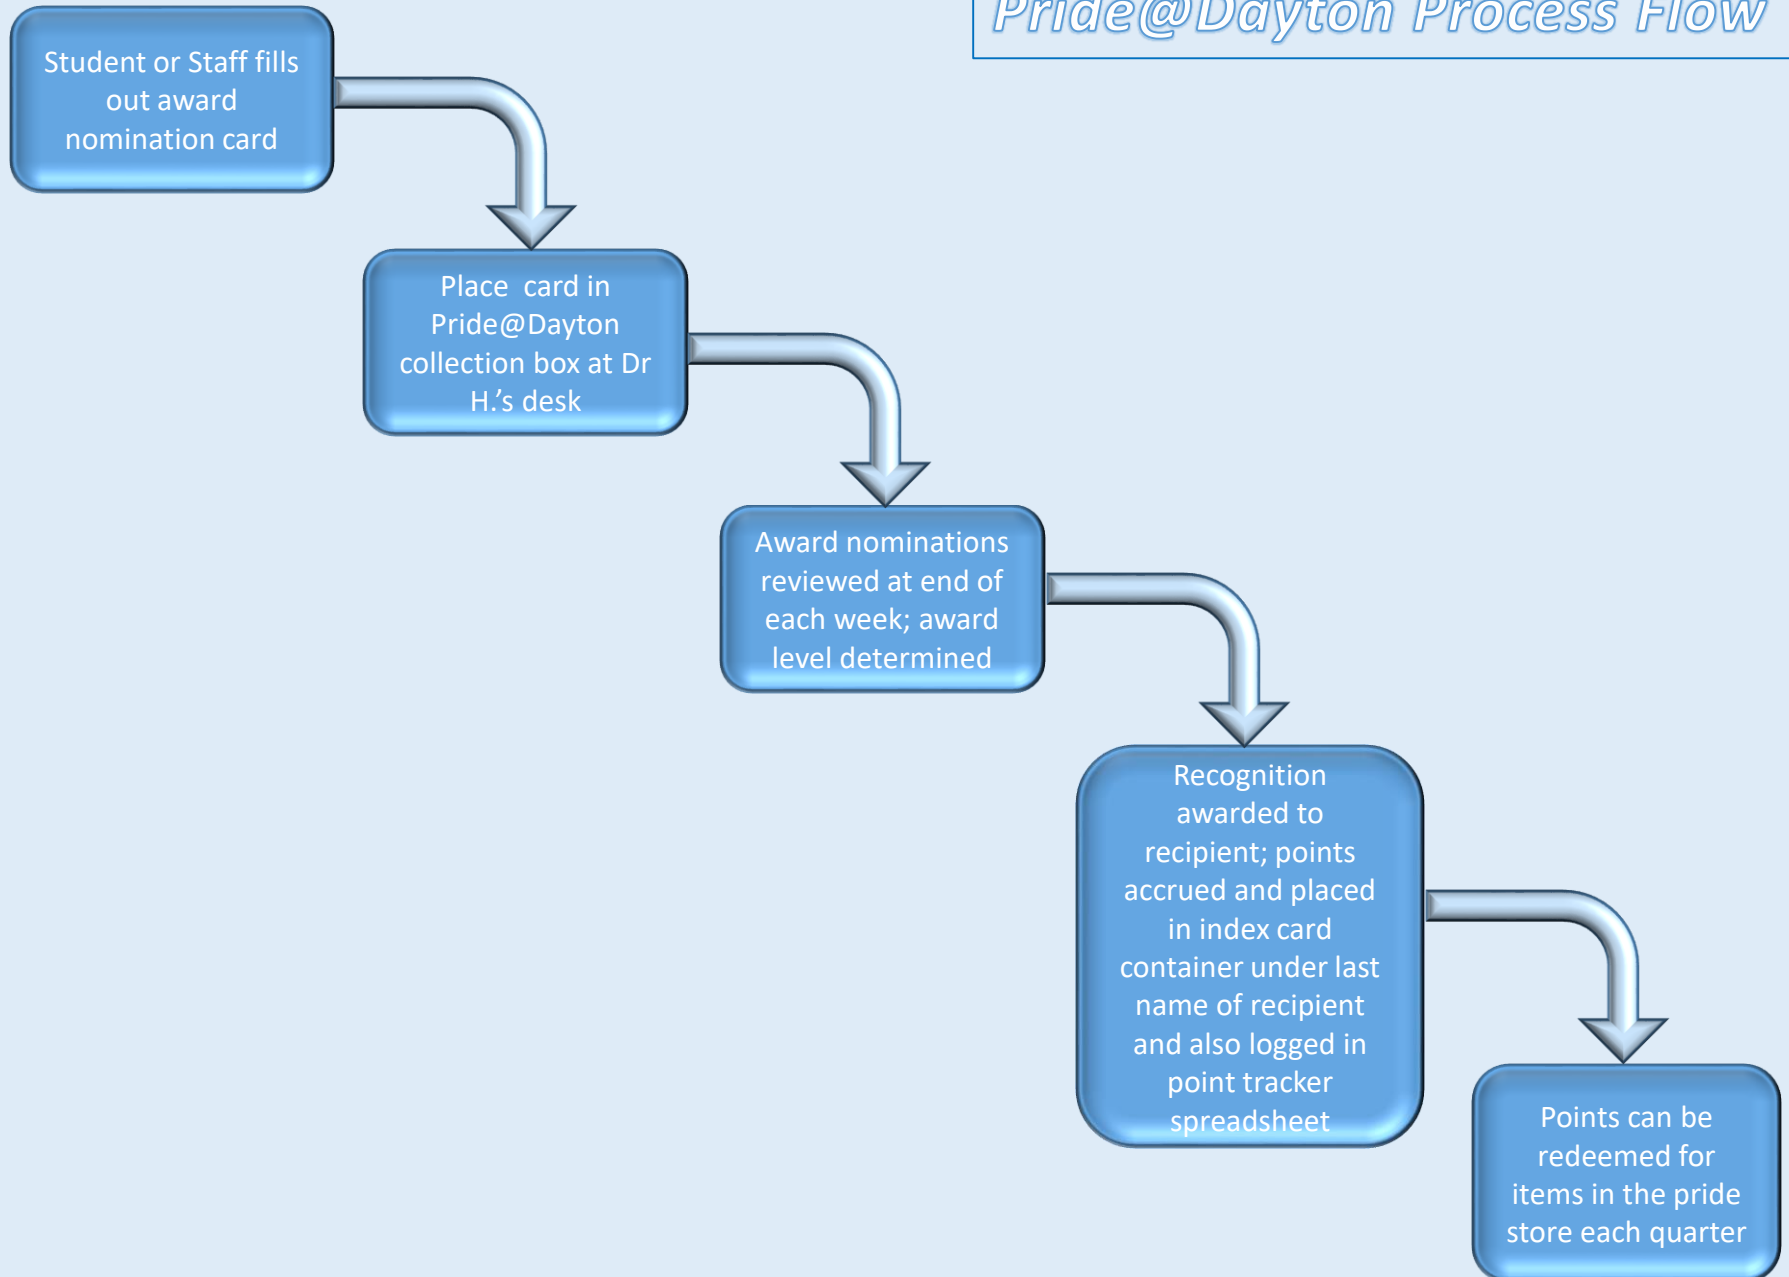 Pride@Dayton Process Flow
Student or Staff fills
out award
nomination card
Place  card in
Pride@Dayton
collection box at Dr
H.’s desk
Award nominations
reviewed at end of
each week; award
level determined
Recognition
awarded to
recipient; points
accrued and placed
in index card
container under last
name of recipient
and also logged in
point tracker
spreadsheet
Points can be
redeemed for
items in the pride
store each quarter